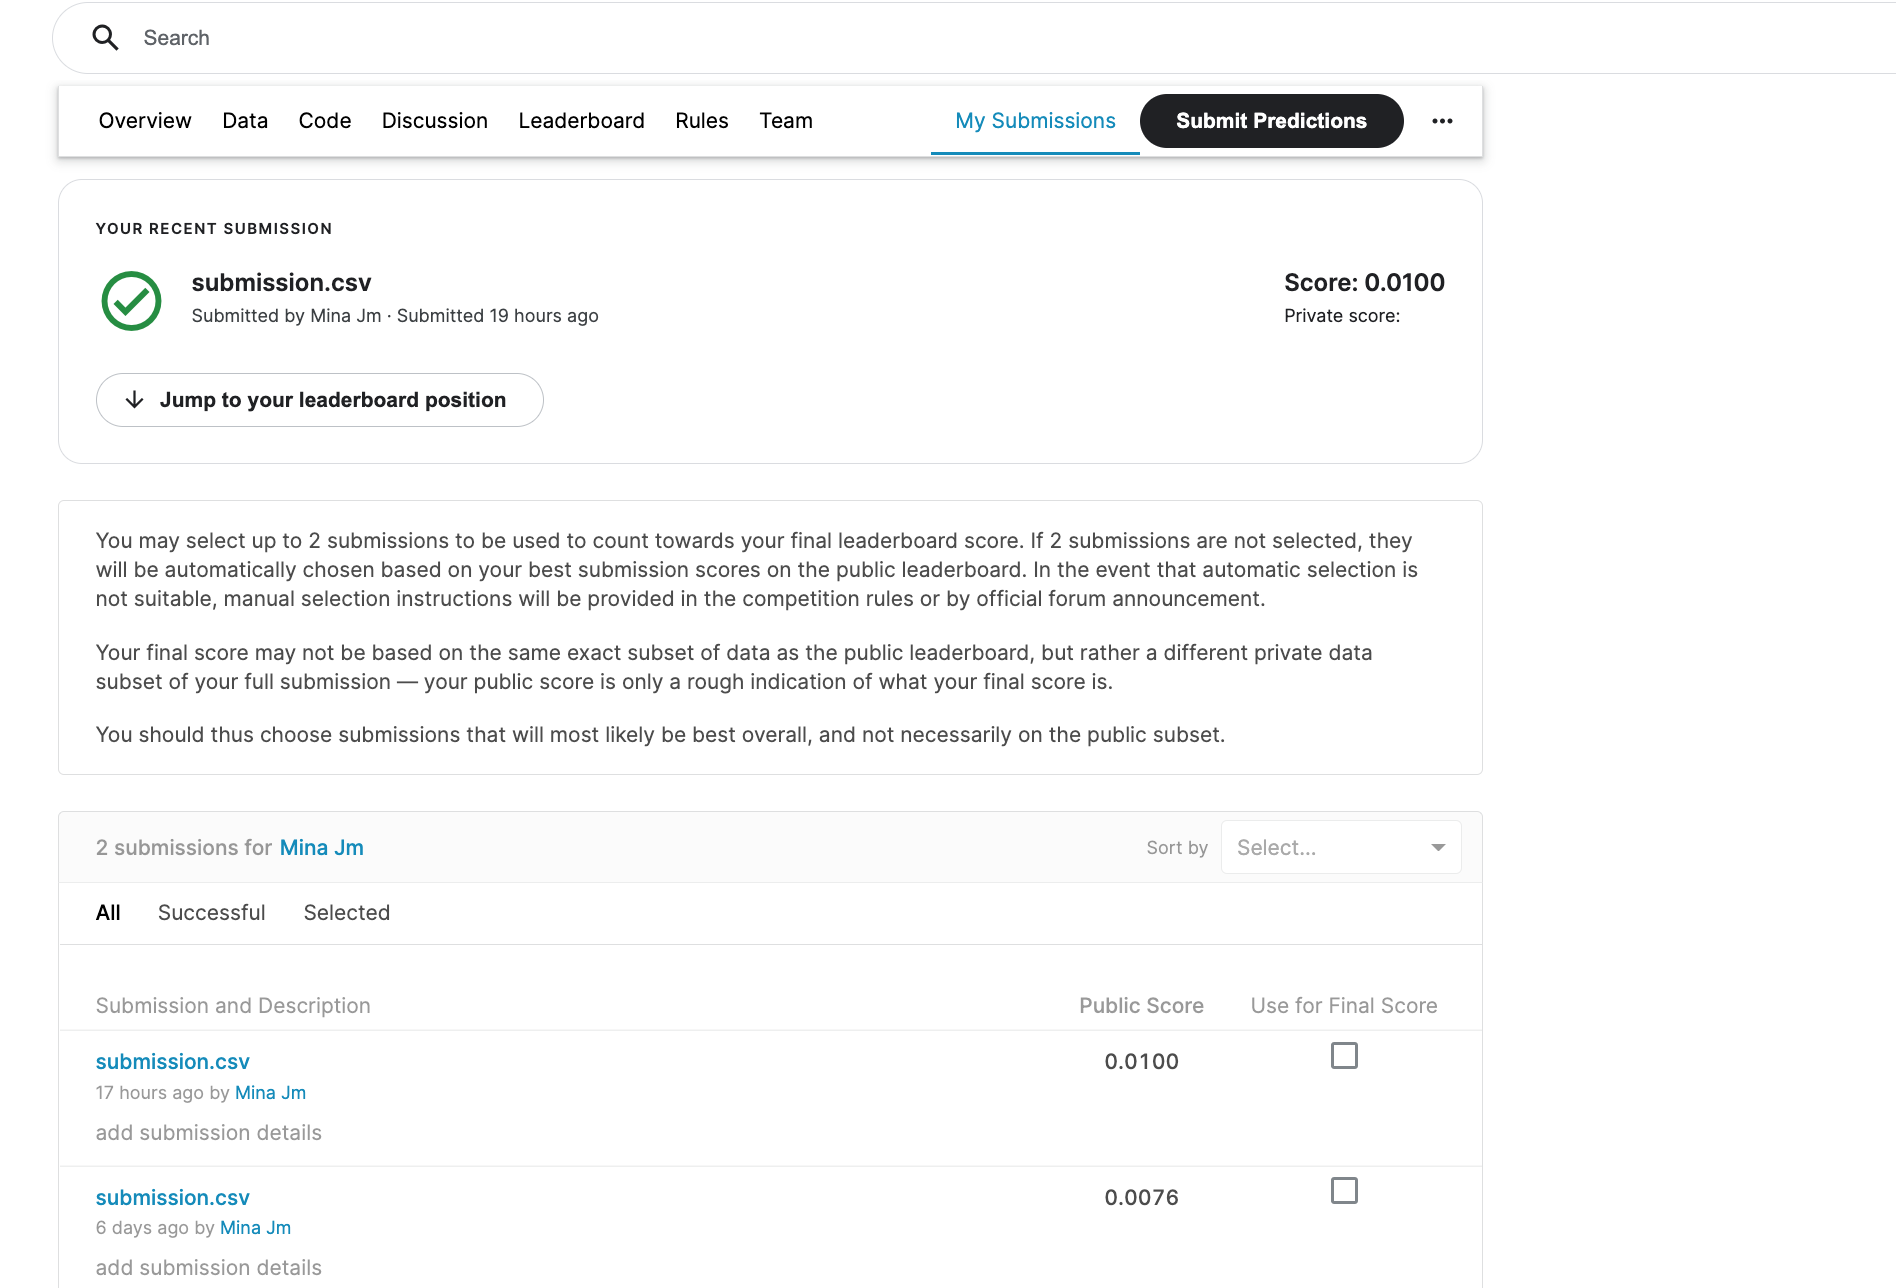 Search
Overview Data Code Discussion Leaderboard Rules Team My Submissions Submit Predictions
YOUR RECENT SUBMISSION
submission.csv
Submitted by Mina Jm · Submitted 19 hours ago
Score: 0.0100
Private score:
Jump to your leaderboard position
You may select up to 2 submissions to be used to count towards your final leaderboard score. If 2 submissions are not selected, they
will be automatically chosen based on your best submission scores on the public leaderboard. In the event that automatic selection is
not suitable, manual selection instructions will be provided in the competition rules or by official forum announcement.
Your final score may not be based on the same exact subset of data as the public leaderboard, but rather a different private data
subset of your full submission — your public score is only a rough indication of what your final score is.
You should thus choose submissions that will most likely be best overall, and not necessarily on the public subset.
2 submissions for Mina Jm Sort by Select...
All Successful Selected
Submission and Description Public Score Use for Final Score
submission.csv 0.0100
17 hours ago by Mina Jm
add submission details
submission.csv 0.0076
6 days ago by Mina Jm
add submission details